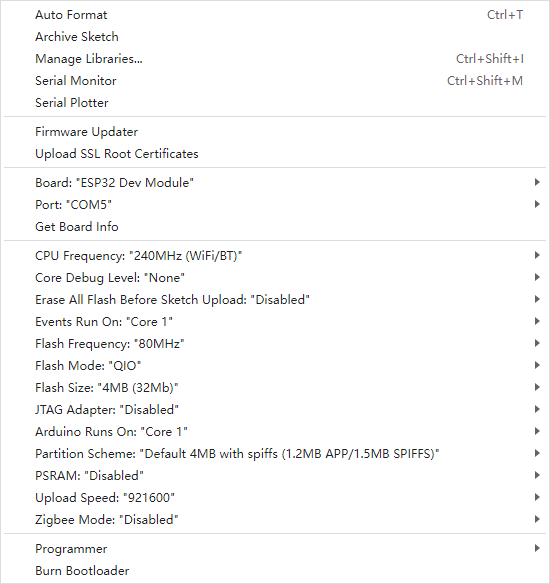 Auto Format Ctrl+T
Archive Sketch
Manage Libraries... Ctrl+Shift+I
Serial Monitor Ctrl+Shift+M
Serial Plotter
Firmware Updater
Upload SSL Root Certificates
Board: "ESP32 Dev Module"
Port: "COM5"
Get Board Info
CPU Frequency: "240MHz (WiFi/BT)"
Core Debug Level: "None"
Erase All Flash Before Sketch Upload: "Disabled"
Events Run On: "Core 1"
Flash Frequency: "80MHz"
Flash Mode: "QIO"
Flash Size: "4MB (32Mb)"
JTAG Adapter: "Disabled"
Arduino Runs On: "Core 1"
Partition Scheme: "Default 4MB with spiffs (1.2MB APP/1.5MB SPIFFS)"
PSRAM: "Disabled"
Upload Speed: "921600"
Zigbee Mode: "Disabled"
Programmer
Burn Bootloader